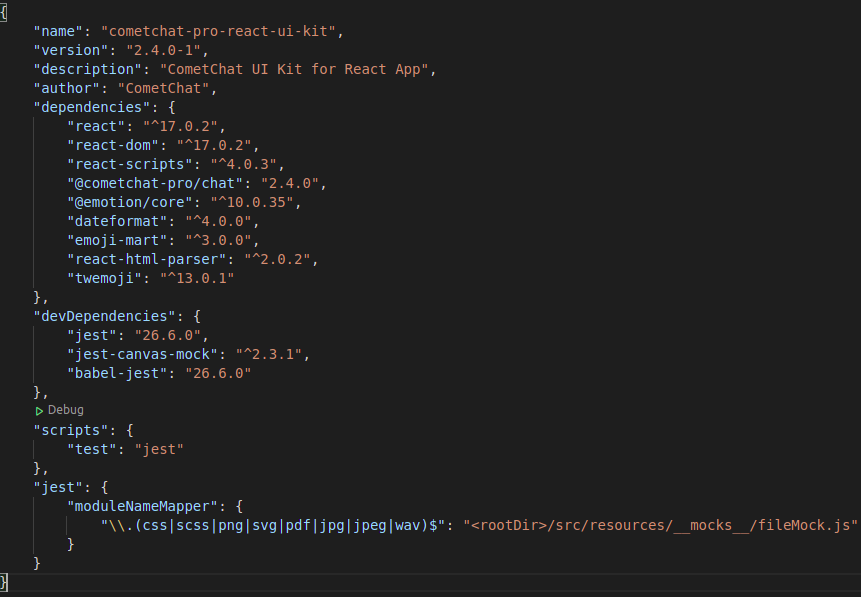 {
"name": "cometchat-pro-react-ui-kit",
"version": "2.4.0-1",
"description": "CometChat UI Kit for React App",
"author": "CometChat",
"dependencies": {
"react": "^17.0.2",
"react-dom": "^17.0.2",
"react-scripts": "^4.0.3",
"@cometchat-pro/chat": "2.4.0",
"@emotion/core": "^10.0.35",
"dateformat": "^4.0.0",
"emoji-mart": "^3.0.0",
"react-html-parser": "^2.0.2",
"twemoji": "^13.0.1"
},
"devDependencies": {
"jest": "26.6.0",
"jest-canvas-mock": "^2.3.1",
"babel-jest": "26.6.0"
},
Debug
"scripts": {
"test": "jest"
},
"jest": {
"moduleNameMapper": {
"\\.(css|scss|png|svg|pdf|jpg|jpeg|wav)$": "<rootDir>/src/resources/__mocks__/fileMock.js"
}
}
}